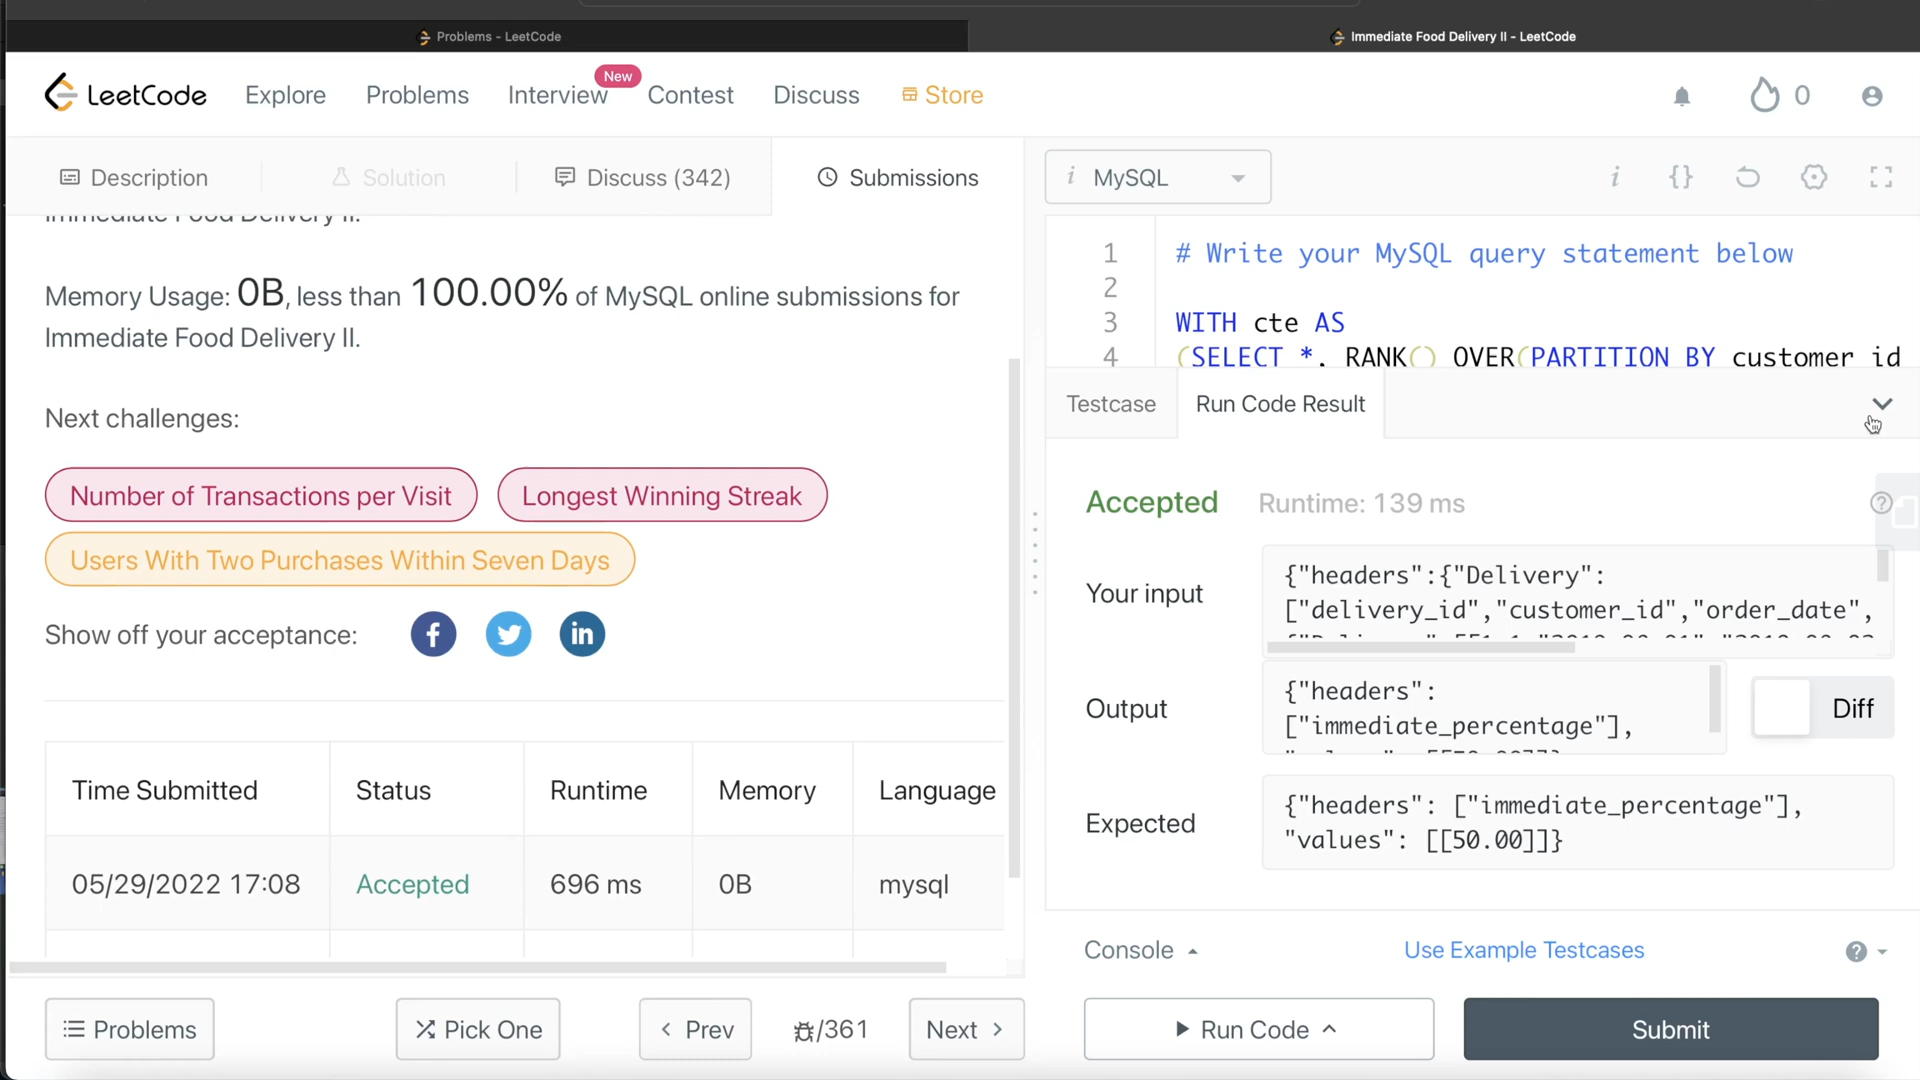 Problems - LeetCode
Immediate Food Delivery II - LeetCode
LeetCode
Explore
Problems
Interview
New
Contest
Discuss
Store
0
Description
Solution
Discuss (342)
Submissions
Immediate Food Delivery II.
Memory Usage: 0B, less than 100.00% of MySQL online submissions for
Immediate Food Delivery II.
Next challenges:
Number of Transactions per Visit
Longest Winning Streak
Users With Two Purchases Within Seven Days
Show off your acceptance:
Time Submitted Status Runtime Memory Language
05/29/2022 17:08 Accepted 696 ms 0B mysql
Problems
Pick One
Prev
/361
Next
i MySQL
i {}
1 # Write your MySQL query statement below
2
3 WITH cte AS
4 (SELECT *, RANK() OVER(PARTITION BY customer_id
Testcase
Run Code Result
Accepted Runtime: 139 ms
?
Your input
{"headers":{"Delivery":
["delivery_id","customer_id","order_date",
Output
{"headers":
["immediate_percentage"],
Diff
Expected
{"headers": ["immediate_percentage"],
"values": [[50.00]]}
Console
Use Example Testcases
?
Run Code
Submit